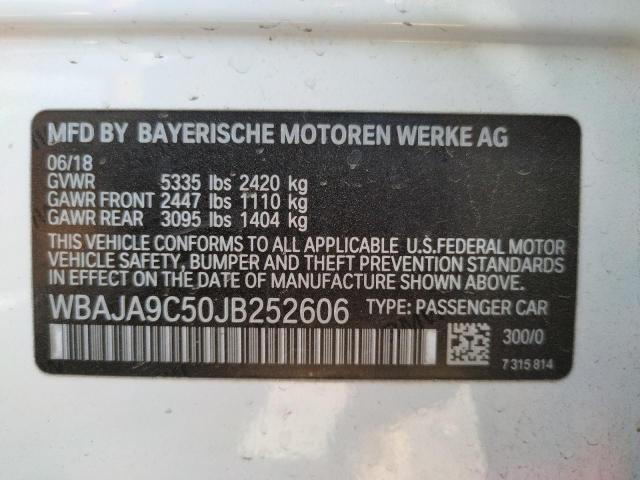 MFD BY BAYERISCHE MOTOREN WERKE AG
06/18
GVWR 5335 lbs 2420 kg
GAWR FRONT 2447 lbs 1110 kg
GAWR REAR 3095 lbs 1404 kg
THIS VEHICLE CONFORMS TO ALL APPLICABLE U.S.FEDERAL MOTOR
VEHICLE SAFETY, BUMPER AND THEFT PREVENTION STANDARDS
IN EFFECT ON THE DATE OF MANUFACTURE SHOWN ABOVE.
WBAJA9C50JB252606 TYPE: PASSENGER CAR
300/0
7 315 814